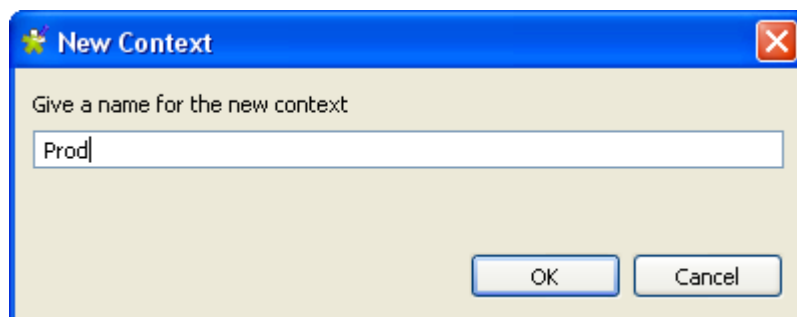 New Context
Give a name for the new context
Prod
OK
Cancel